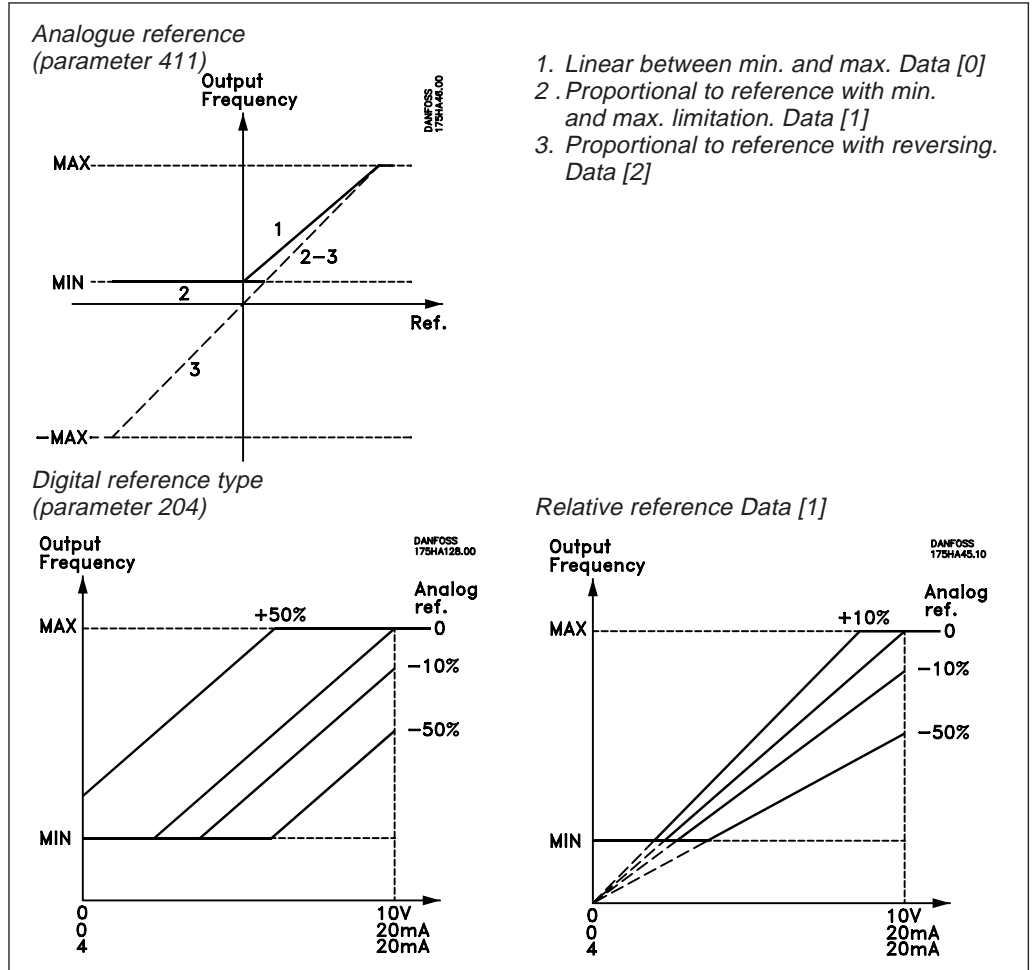 Analogue reference
(parameter 411)
Output
Frequency
DANFOSS
175HA46.00
MAX
1
2-3
MIN
2
Ref.
3
-MAX
1. Linear between min. and max. Data [0]
2 . Proportional to reference with min.
and max. limitation. Data [1]
3. Proportional to reference with reversing.
Data [2]
Digital reference type
(parameter 204)
Output
Frequency
DANFOSS
175HA128.00
Analog
ref.
MAX
+50%
0
-10%
-50%
MIN
0 10V
0 20mA
4 20mA
Relative reference Data [1]
Output
Frequency
DANFOSS
175HA45.10
Analog
ref.
MAX
+10%
0
-10%
-50%
MIN
0 10V
0 20mA
4 20mA